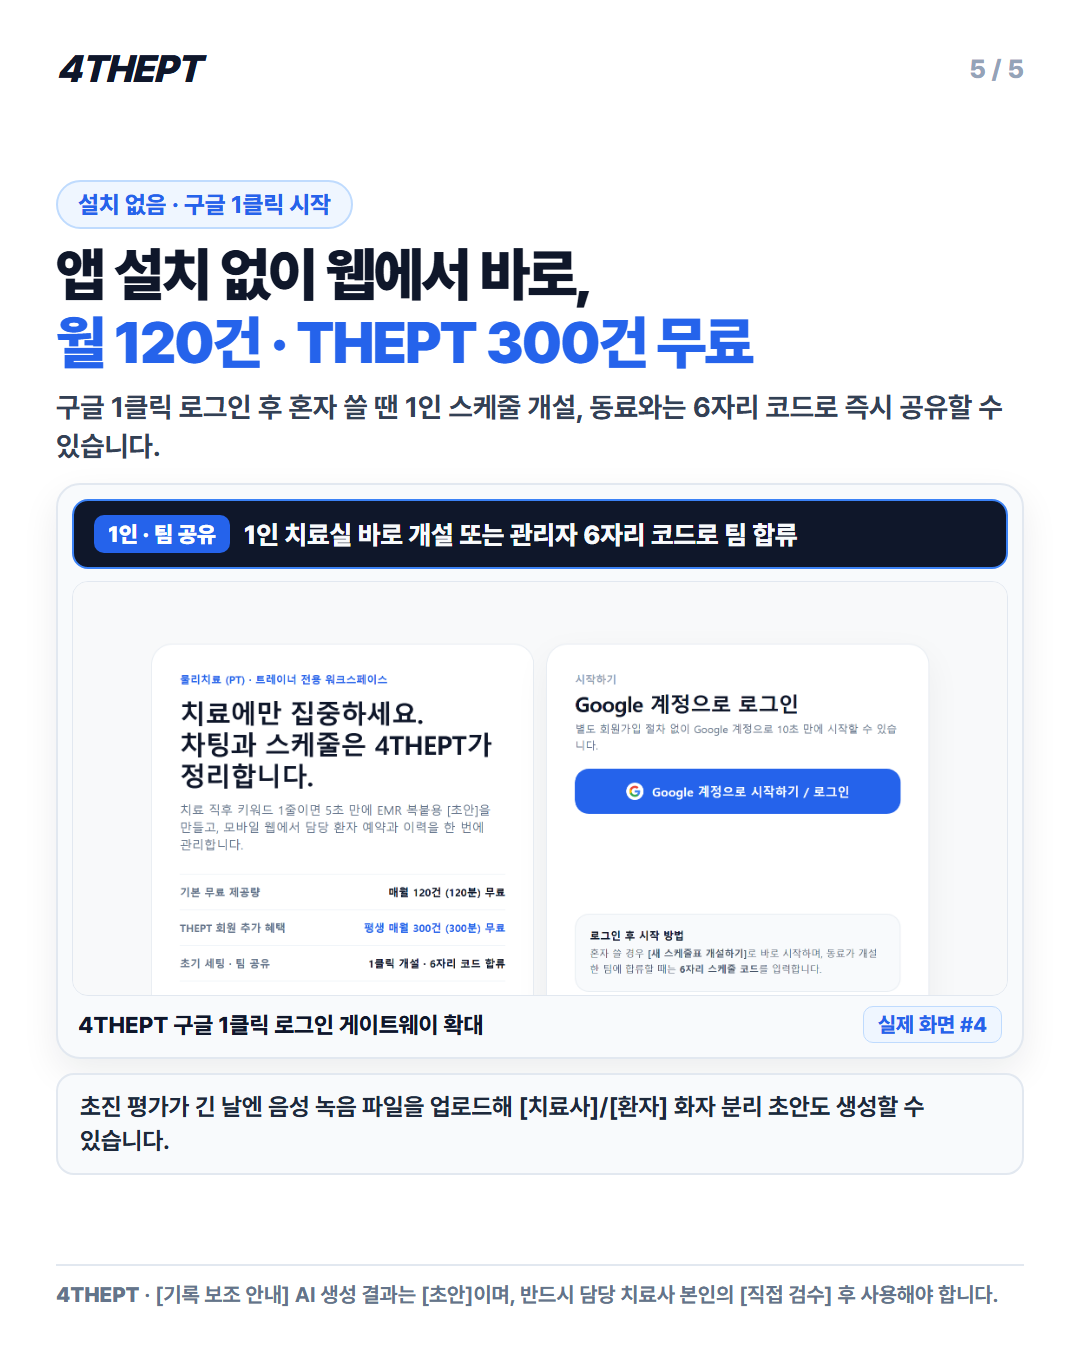 4THEPT
5 / 5
설치 없음 · 구글 1클릭 시작
앱 설치 없이 웹에서 바로,
월 120건 · THEPT 300건 무료
구글 1클릭 로그인 후 혼자 쓸 땐 1인 스케줄 개설, 동료와는 6자리 코드로 즉시 공유할 수
있습니다.
1인 · 팀 공유
1인 치료실 바로 개설 또는 관리자 6자리 코드로 팀 합류
물리치료 (PT) · 트레이너 전용 워크스페이스
치료에만 집중하세요.
차팅과 스케줄은 4THEPT가
정리합니다.
치료 직후 키워드 1줄이면 5초 만에 EMR 복붙용 [초안]을
만들고, 모바일 웹에서 담당 환자 예약과 이력을 한 번에
관리합니다.
기본 무료 제공량
매월 120건 (120분) 무료
THEPT 회원 추가 혜택
평생 매월 300건 (300분) 무료
초기 세팅 · 팀 공유
1클릭 개설 · 6자리 코드 합류
시작하기
Google 계정으로 로그인
별도 회원가입 절차 없이 Google 계정으로 10초 만에 시작할 수 있습
니다.
Google 계정으로 시작하기 / 로그인
로그인 후 시작 방법
혼자 쓸 경우 [새 스케줄표 개설하기]로 바로 시작하며, 동료가 개설
한 팀에 합류할 때는 6자리 스케줄 코드를 입력합니다.
4THEPT 구글 1클릭 로그인 게이트웨이 확대
실제 화면 #4
초진 평가가 긴 날엔 음성 녹음 파일을 업로드해 [치료사]/[환자] 화자 분리 초안도 생성할 수
있습니다.
4THEPT · [기록 보조 안내] AI 생성 결과는 [초안]이며, 반드시 담당 치료사 본인의 [직접 검수] 후 사용해야 합니다.